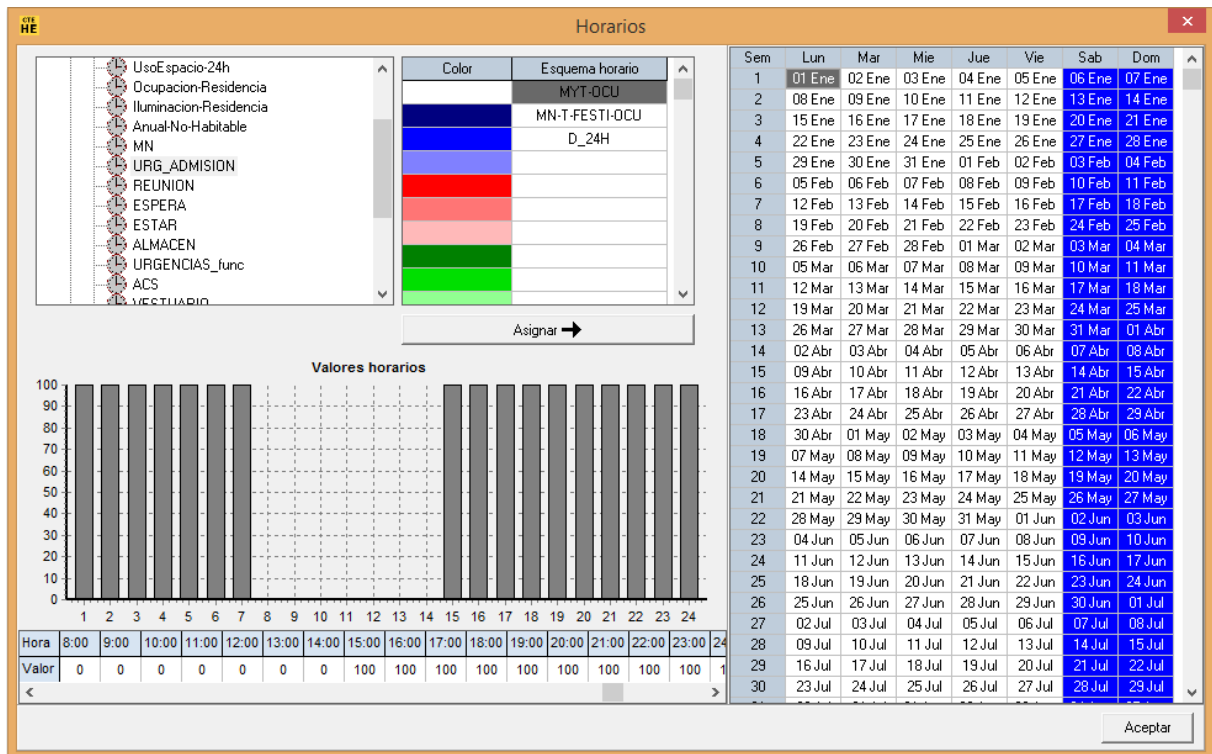 CTE
HE
Horarios
UsoEspacio-24h
Ocupacion-Residencia
Iluminacion-Residencia
Anual-No-Habitable
MN
URG_ADMISION
REUNION
ESPERA
ESTAR
ALMACEN
URGENCIAS_func
ACS
VESTUARIO
Color Esquema horario
MYT-OCU
MN-T-FESTI-OCU
D_24H
Asignar
Valores horarios
100
90
80
70
60
50
40
30
20
10
0
1 2 3 4 5 6 7 8 9 10 11 12 13 14 15 16 17 18 19 20 21 22 23 24
Hora 8:00 9:00 10:00 11:00 12:00 13:00 14:00 15:00 16:00 17:00 18:00 19:00 20:00 21:00 22:00 23:00 24
Valor 0 0 0 0 0 0 0 100 100 100 100 100 100 100 100 100 1
Sem Lun Mar Mie Jue Vie Sab Dom
1 01 Ene 02 Ene 03 Ene 04 Ene 05 Ene 06 Ene 07 Ene
2 08 Ene 09 Ene 10 Ene 11 Ene 12 Ene 13 Ene 14 Ene
3 15 Ene 16 Ene 17 Ene 18 Ene 19 Ene 20 Ene 21 Ene
4 22 Ene 23 Ene 24 Ene 25 Ene 26 Ene 27 Ene 28 Ene
5 29 Ene 30 Ene 31 Ene 01 Feb 02 Feb 03 Feb 04 Feb
6 05 Feb 06 Feb 07 Feb 08 Feb 09 Feb 10 Feb 11 Feb
7 12 Feb 13 Feb 14 Feb 15 Feb 16 Feb 17 Feb 18 Feb
8 19 Feb 20 Feb 21 Feb 22 Feb 23 Feb 24 Feb 25 Feb
9 26 Feb 27 Feb 28 Feb 01 Mar 02 Mar 03 Mar 04 Mar
10 05 Mar 06 Mar 07 Mar 08 Mar 09 Mar 10 Mar 11 Mar
11 12 Mar 13 Mar 14 Mar 15 Mar 16 Mar 17 Mar 18 Mar
12 19 Mar 20 Mar 21 Mar 22 Mar 23 Mar 24 Mar 25 Mar
13 26 Mar 27 Mar 28 Mar 29 Mar 30 Mar 31 Mar 01 Abr
14 02 Abr 03 Abr 04 Abr 05 Abr 06 Abr 07 Abr 08 Abr
15 09 Abr 10 Abr 11 Abr 12 Abr 13 Abr 14 Abr 15 Abr
16 16 Abr 17 Abr 18 Abr 19 Abr 20 Abr 21 Abr 22 Abr
17 23 Abr 24 Abr 25 Abr 26 Abr 27 Abr 28 Abr 29 Abr
18 30 Abr 01 May 02 May 03 May 04 May 05 May 06 May
19 07 May 08 May 09 May 10 May 11 May 12 May 13 May
20 14 May 15 May 16 May 17 May 18 May 19 May 20 May
21 21 May 22 May 23 May 24 May 25 May 26 May 27 May
22 28 May 29 May 30 May 31 May 01 Jun 02 Jun 03 Jun
23 04 Jun 05 Jun 06 Jun 07 Jun 08 Jun 09 Jun 10 Jun
24 11 Jun 12 Jun 13 Jun 14 Jun 15 Jun 16 Jun 17 Jun
25 18 Jun 19 Jun 20 Jun 21 Jun 22 Jun 23 Jun 24 Jun
26 25 Jun 26 Jun 27 Jun 28 Jun 29 Jun 30 Jun 01 Jul
27 02 Jul 03 Jul 04 Jul 05 Jul 06 Jul 07 Jul 08 Jul
28 09 Jul 10 Jul 11 Jul 12 Jul 13 Jul 14 Jul 15 Jul
29 16 Jul 17 Jul 18 Jul 19 Jul 20 Jul 21 Jul 22 Jul
30 23 Jul 24 Jul 25 Jul 26 Jul 27 Jul 28 Jul 29 Jul
Aceptar